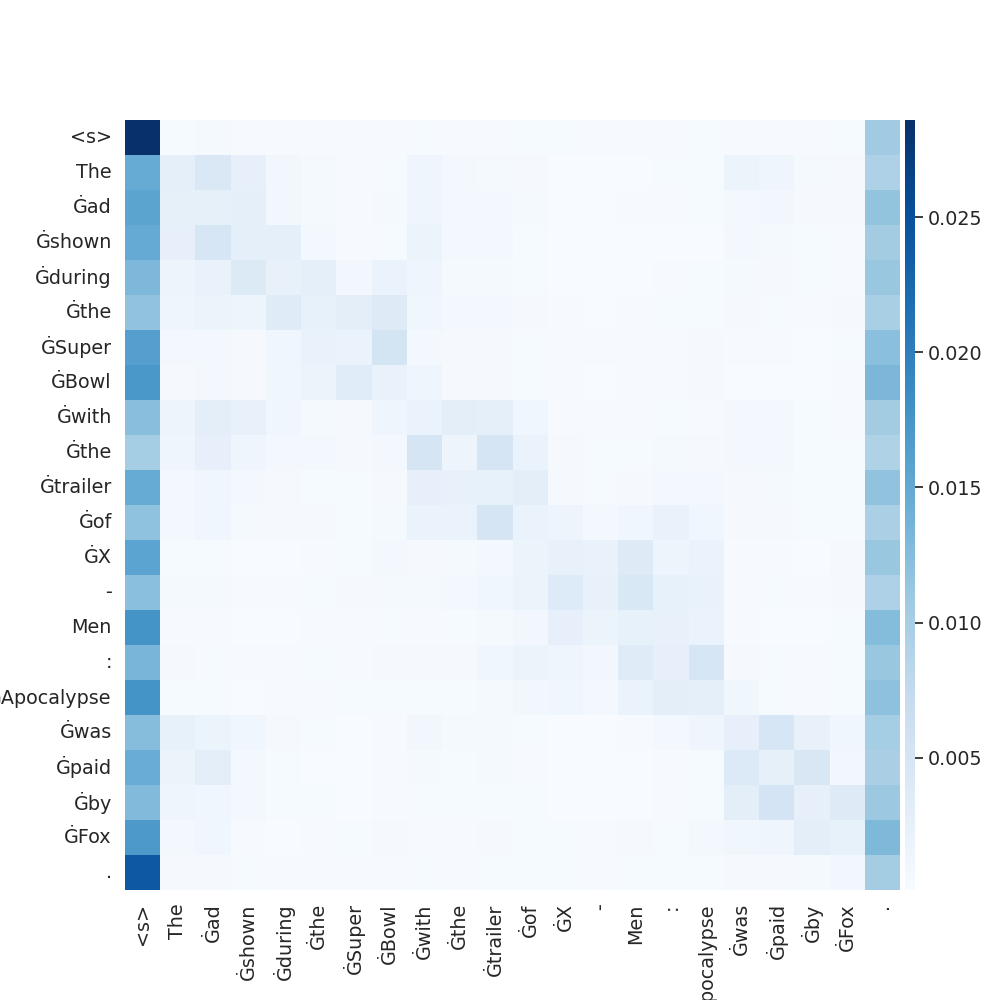 <s>
The
Ġad
Ġshown
Ġduring
Ġthe
ĠSuper
ĠBowl
Ġwith
Ġthe
Ġtrailer
Ġof
ĠX
-
Men
:
Apocalypse
Ġwas
Ġpaid
Ġby
ĠFox
.
<s>
The
Ġad
Ġshown
Ġduring
Ġthe
ĠSuper
ĠBowl
Ġwith
Ġthe
Ġtrailer
Ġof
ĠX
-
Men
:
pocalypse
Ġwas
Ġpaid
Ġby
ĠFox
.
0.025
0.020
0.015
0.010
0.005